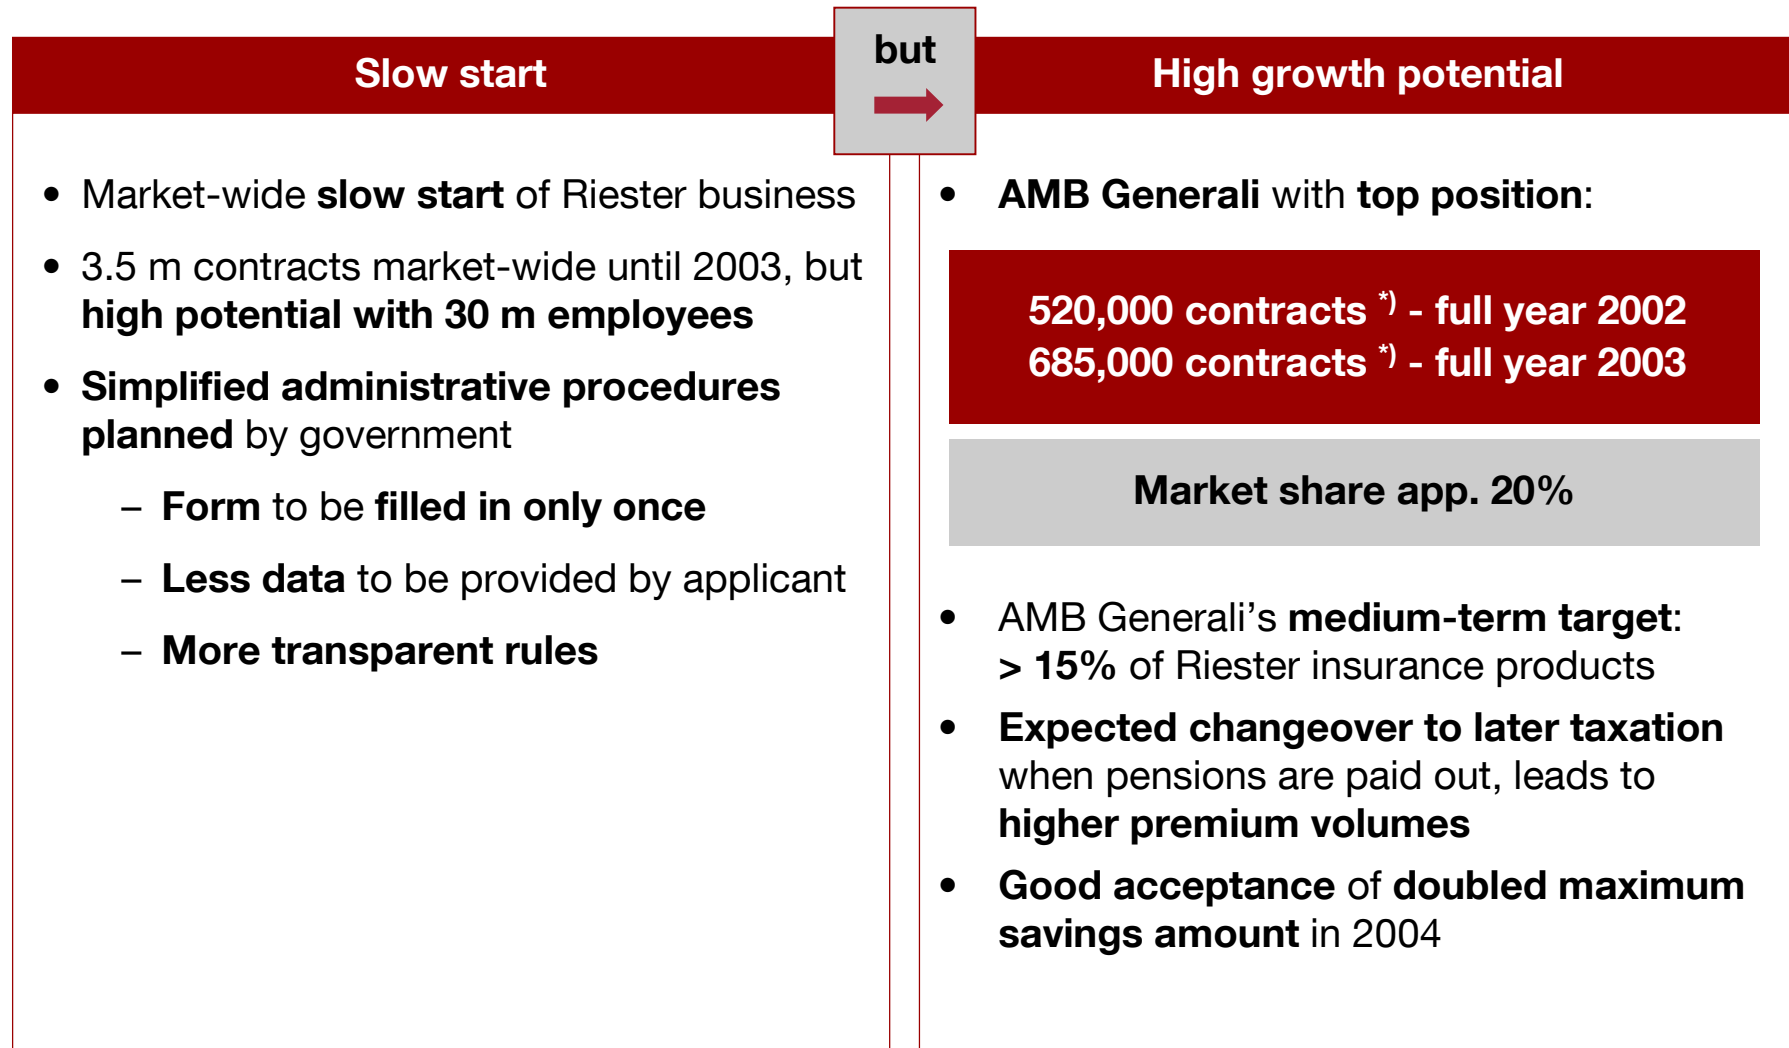 Slow start
but
High growth potential
• Market-wide slow start of Riester business
• 3.5 m contracts market-wide until 2003, but
high potential with 30 m employees
• Simplified administrative procedures
planned by government
– Form to be filled in only once
– Less data to be provided by applicant
– More transparent rules
• AMB Generali with top position:
520,000 contracts *) - full year 2002
685,000 contracts *) - full year 2003
Market share app. 20%
• AMB Generali’s medium-term target:
> 15% of Riester insurance products
• Expected changeover to later taxation
when pensions are paid out, leads to
higher premium volumes
• Good acceptance of doubled maximum
savings amount in 2004